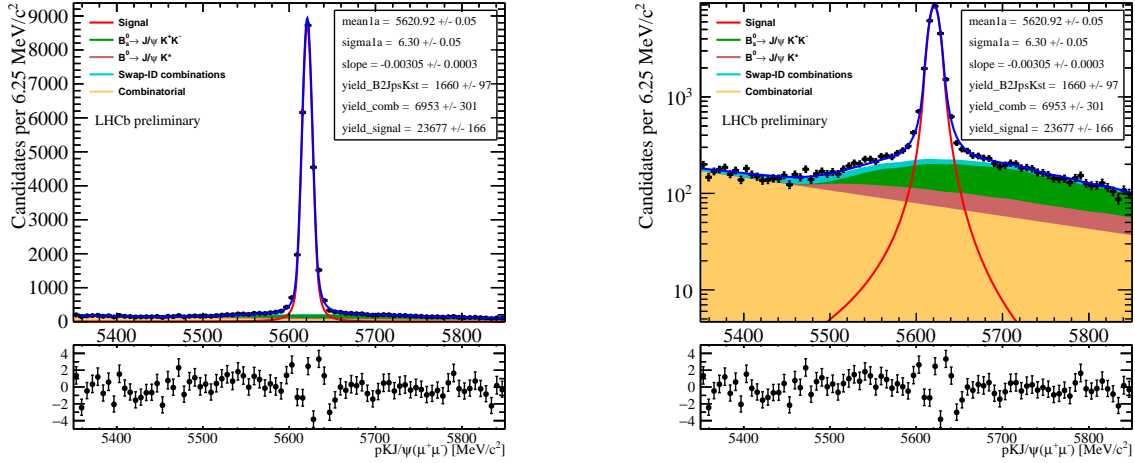 Candidates per 6.25 MeV/c²
9000
8000
7000
6000
5000
4000
3000
2000
1000
0
Signal
B⁰ₛ→ J/ψ K⁺K⁻
B⁰→ J/ψ K*
Swap-ID combinations
Combinatorial
LHCb preliminary
mean1a = 5620.92 +/- 0.05
sigma1a = 6.30 +/- 0.05
slope = -0.00305 +/- 0.0003
yield_B2JpsKst = 1660 +/- 97
yield_comb = 6953 +/- 301
yield_signal = 23677 +/- 166
5400 5500 5600 5700 5800
4
2
0
−2
−4
5400 5500 5600 5700 5800
pKJ/ψ(μ⁺μ⁻) [MeV/c²]
Candidates per 6.25 MeV/c²
10³
10²
10
Signal
B⁰ₛ→ J/ψ K⁺K⁻
B⁰→ J/ψ K*
Swap-ID combinations
Combinatorial
LHCb preliminary
mean1a = 5620.92 +/- 0.05
sigma1a = 6.30 +/- 0.05
slope = -0.00305 +/- 0.0003
yield_B2JpsKst = 1660 +/- 97
yield_comb = 6953 +/- 301
yield_signal = 23677 +/- 166
5400 5500 5600 5700 5800
4
2
0
−2
−4
5400 5500 5600 5700 5800
pKJ/ψ(μ⁺μ⁻) [MeV/c²]